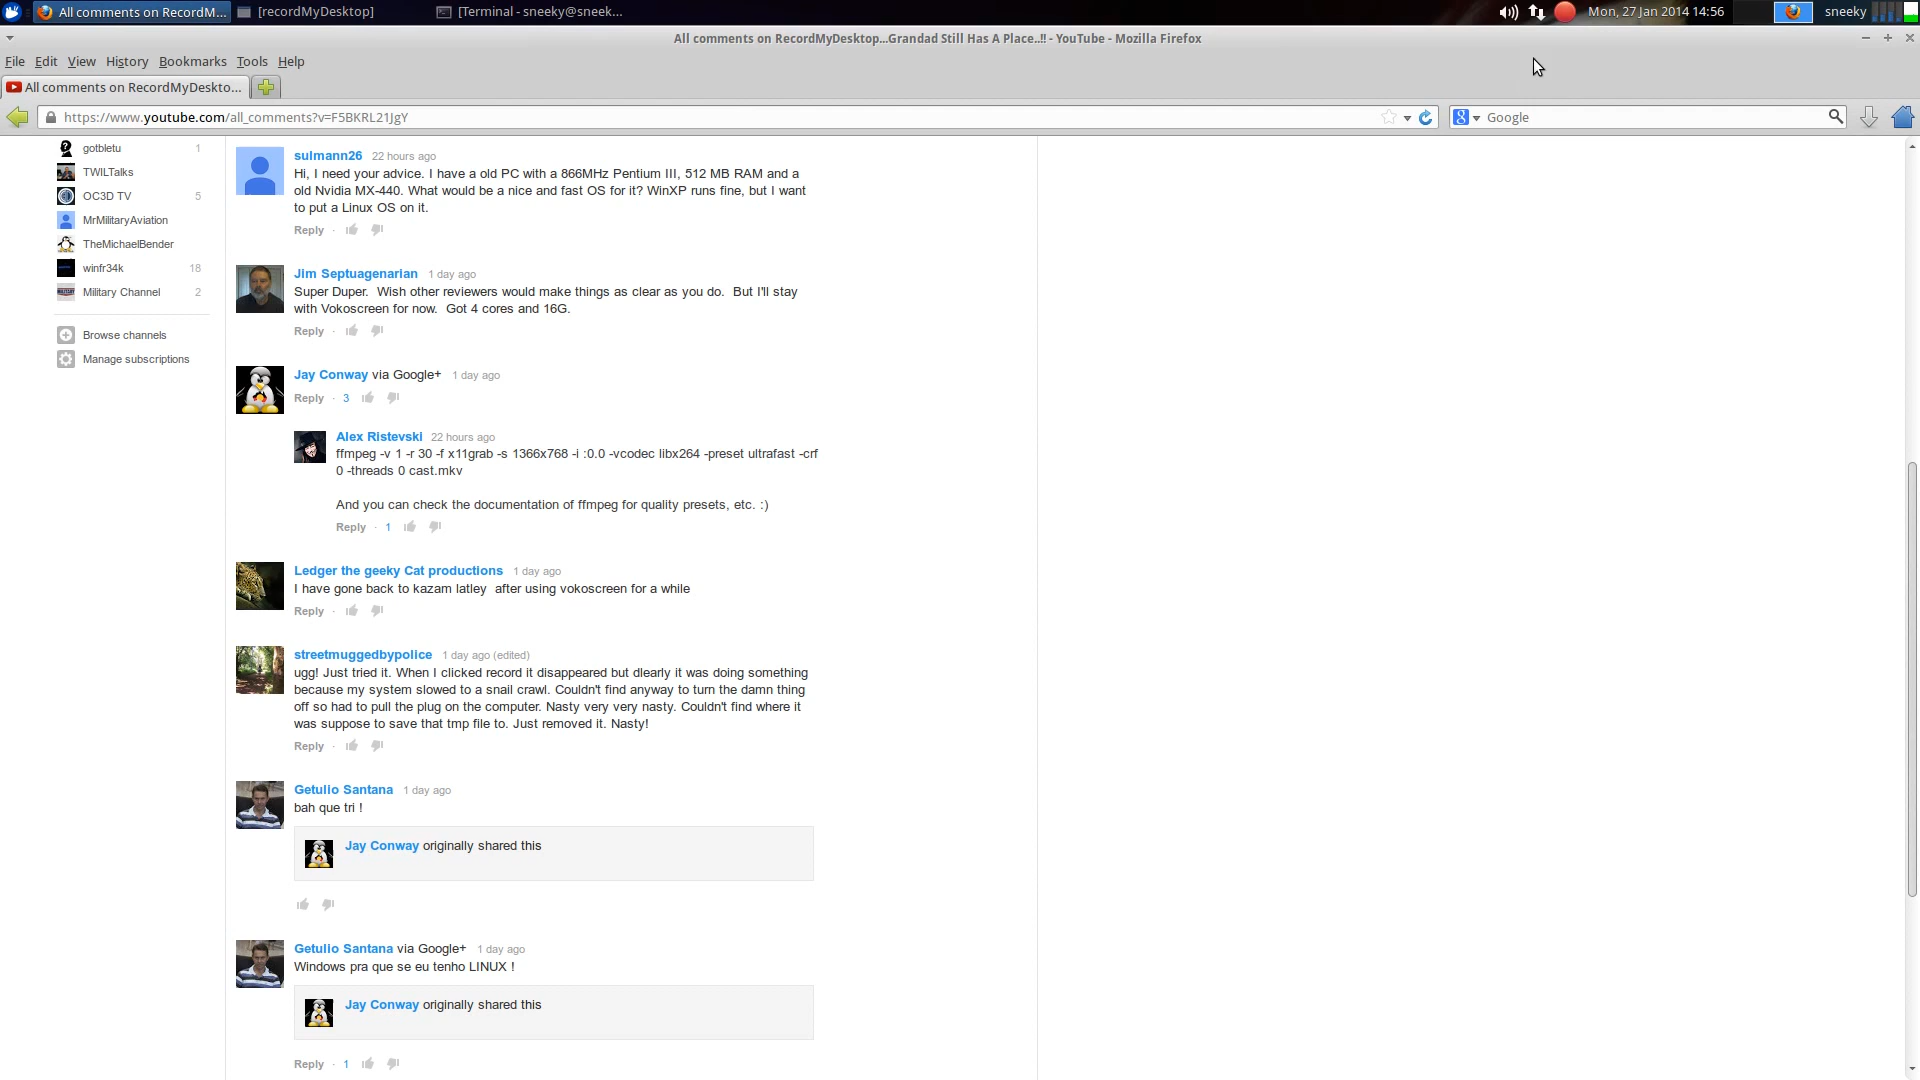 All comments on RecordM... [recordMyDesktop] [Terminal - sneeky@sneek... Mon, 27 Jan 2014 14:56 sneeky
All comments on RecordMyDesktop...Grandad Still Has A Place..!! - YouTube - Mozilla Firefox
File Edit View History Bookmarks Tools Help
All comments on RecordMyDeskto...
https://www.youtube.com/all_comments?v=F5BKRL21JgY Google
gotbletu 1
TWILTalks
OC3D TV 5
MrMilitaryAviation
TheMichaelBender
winfr34k 18
Military Channel 2
Browse channels
Manage subscriptions
sulmann26 22 hours ago
Hi, I need your advice. I have a old PC with a 866MHz Pentium III, 512 MB RAM and a
old Nvidia MX-440. What would be a nice and fast OS for it? WinXP runs fine, but I want
to put a Linux OS on it.
Reply ·
Jim Septuagenarian 1 day ago
Super Duper. Wish other reviewers would make things as clear as you do. But I'll stay
with Vokoscreen for now. Got 4 cores and 16G.
Reply ·
Jay Conway via Google+ 1 day ago
Reply · 3
Alex Ristevski 22 hours ago
ffmpeg -v 1 -r 30 -f x11grab -s 1366x768 -i :0.0 -vcodec libx264 -preset ultrafast -crf
0 -threads 0 cast.mkv
And you can check the documentation of ffmpeg for quality presets, etc. :)
Reply · 1
Ledger the geeky Cat productions 1 day ago
I have gone back to kazam latley after using vokoscreen for a while
Reply ·
streetmuggedbypolice 1 day ago (edited)
ugg! Just tried it. When I clicked record it disappeared but dlearly it was doing something
because my system slowed to a snail crawl. Couldn't find anyway to turn the damn thing
off so had to pull the plug on the computer. Nasty very very nasty. Couldn't find where it
was suppose to save that tmp file to. Just removed it. Nasty!
Reply ·
Getulio Santana 1 day ago
bah que tri !
Jay Conway originally shared this
Getulio Santana via Google+ 1 day ago
Windows pra que se eu tenho LINUX !
Jay Conway originally shared this
Reply · 1